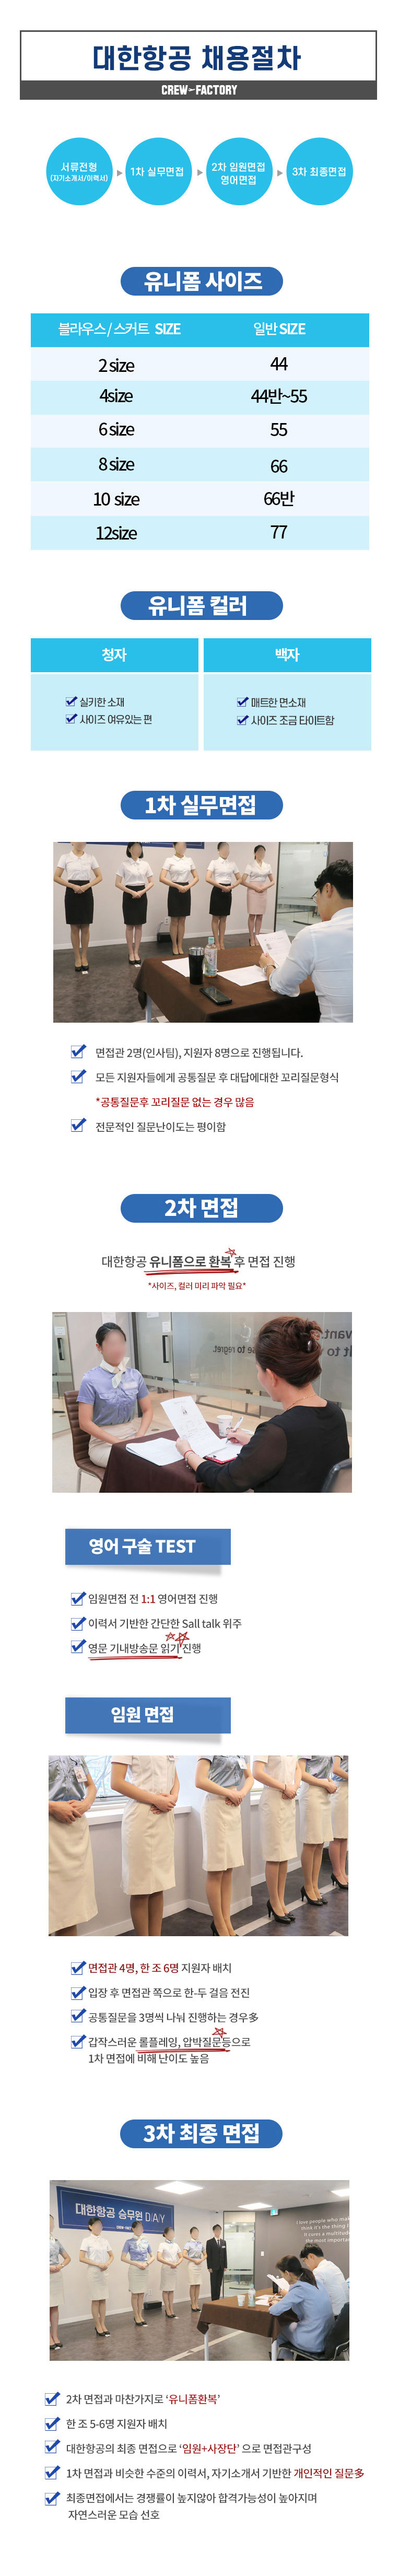 대한항공 채용절차
CREW-FACTORY
서류전형
(자기소개서/이력서)
1차 실무면접
2차 임원면접
영어면접
3차 최종면접
유니폼 사이즈
블라우스 / 스커트 SIZE 일반 SIZE
2 size 44
4size 44반~55
6 size 55
8 size 66
10 size 66반
12size 77
유니폼 컬러
청자 백자
실키한 소재 매트한 면소재
사이즈 여유있는 편 사이즈 조금 타이트함
1차 실무면접
면접관 2명(인사팀), 지원자 8명으로 진행됩니다.
모든 지원자들에게 공통질문 후 대답에대한 꼬리질문형식
*공통질문후 꼬리질문 없는 경우 많음
전문적인 질문난이도는 평이함
2차 면접
대한항공 유니폼으로 환복 후 면접 진행
*사이즈, 컬러 미리 파악 필요*
영어 구술 TEST
임원면접 전 1:1 영어면접 진행
이력서 기반한 간단한 Sall talk 위주
영문 기내방송문 읽기 진행
임원 면접
면접관 4명, 한 조 6명 지원자 배치
입장 후 면접관 쪽으로 한-두 걸음 전진
공통질문을 3명씩 나눠 진행하는 경우多
갑작스러운 롤플레잉, 압박질문등으로
1차 면접에 비해 난이도 높음
3차 최종 면접
대한항공 승무원 DAY
I love people who mak
think it's the thing I
it cures a multitud
the most importa
2차 면접과 마찬가지로 ‘유니폼환복’
한 조 5-6명 지원자 배치
대한항공의 최종 면접으로 ‘임원+사장단’ 으로 면접관구성
1차 면접과 비슷한 수준의 이력서, 자기소개서 기반한 개인적인 질문多
최종면접에서는 경쟁률이 높지않아 합격가능성이 높아지며
자연스러운 모습 선호